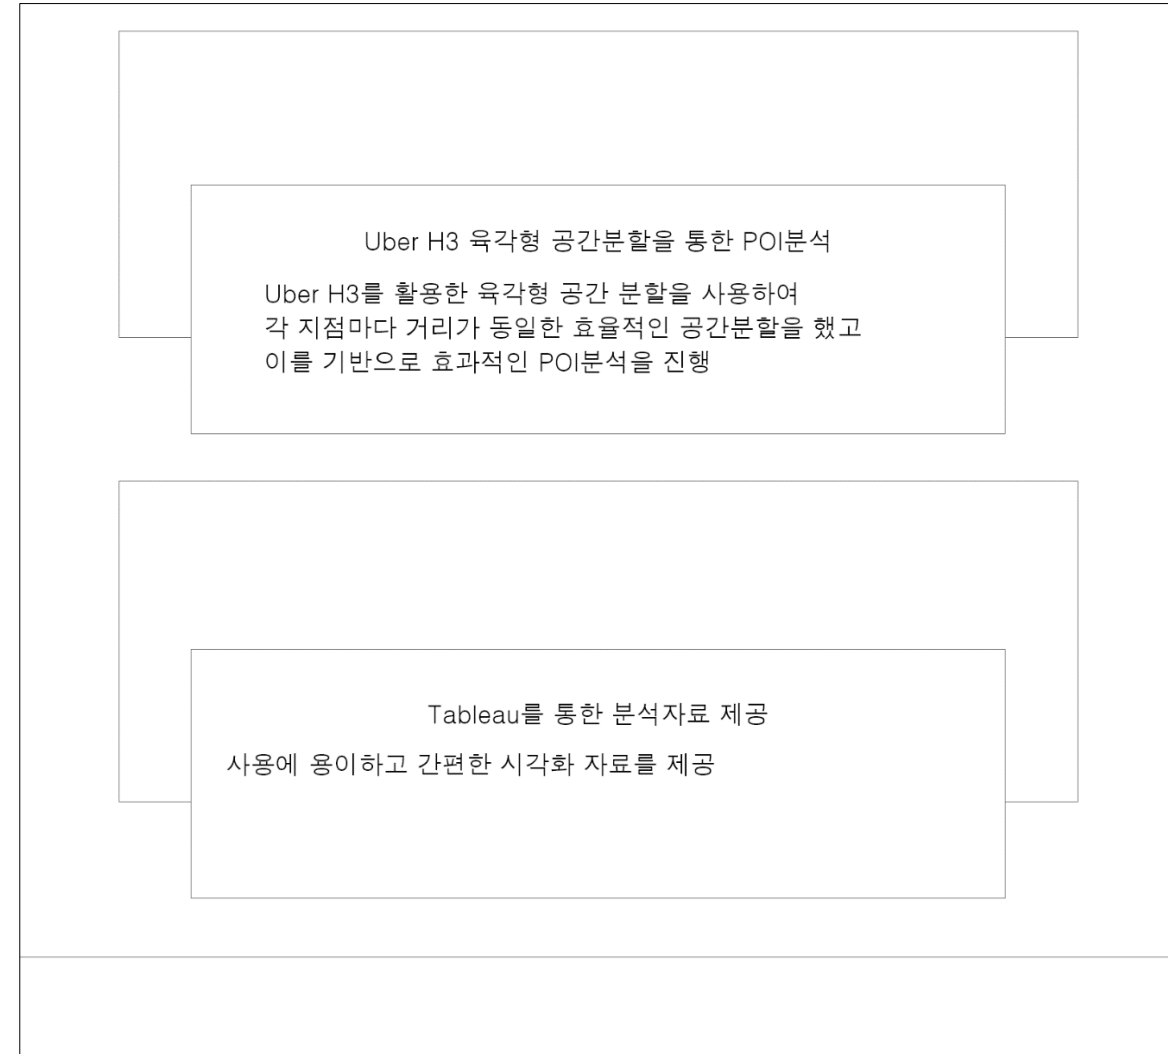 Uber H3 육각형 공간분할을 통한 POI분석
Uber H3를 활용한 육각형 공간 분할을 사용하여
각 지점마다 거리가 동일한 효율적인 공간분할을 했고
이를 기반으로 효과적인 POI분석을 진행
Tableau를 통한 분석자료 제공
사용에 용이하고 간편한 시각화 자료를 제공